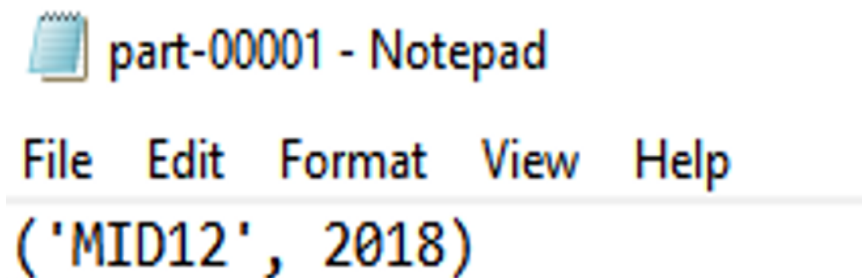 part-00001 - Notepad
File Edit Format View Help
('MID12', 2018)